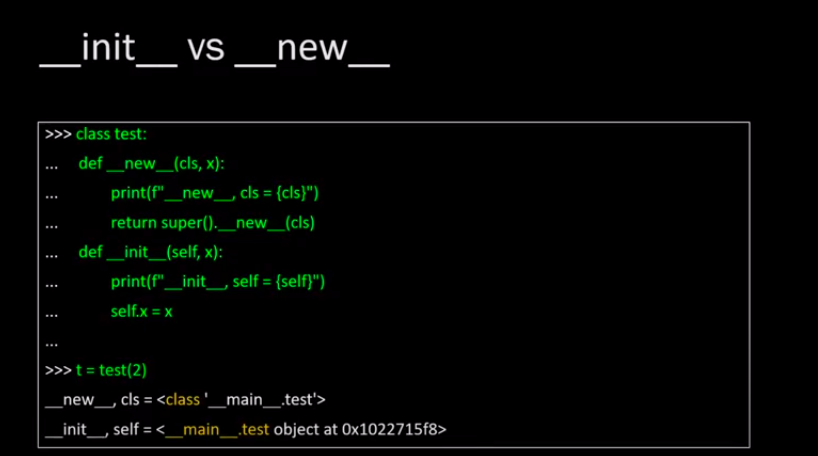 __init__ vs __new__
>>> class test:
... def __new__(cls, x):
... print(f"__new__, cls = {cls}")
... return super().__new__(cls)
... def __init__(self, x):
... print(f"__init__, self = {self}")
... self.x = x
...
>>> t = test(2)
__new__, cls = <class '__main__.test'>
__init__, self = <__main__.test object at 0x1022715f8>